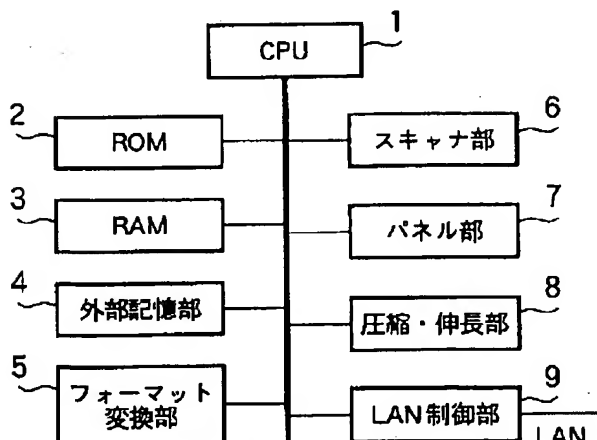 1
CPU
2
ROM
6
スキャナ部
3
RAM
7
パネル部
4
外部記憶部
8
圧縮・伸長部
5
フォーマット
変換部
9
LAN制御部
LAN